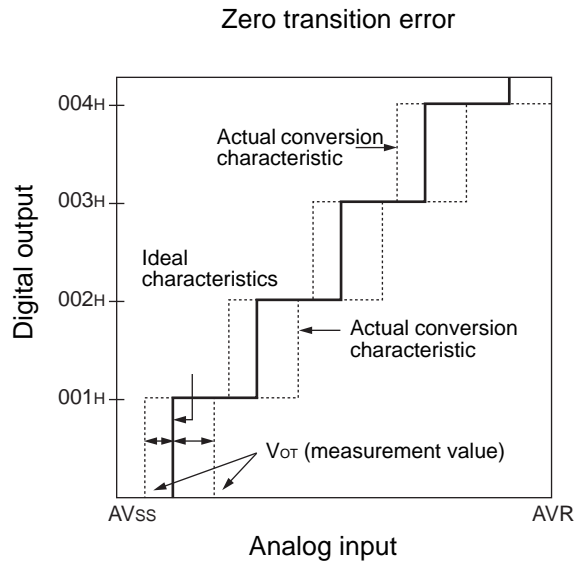 Zero transition error
004H
Actual conversion
characteristic
003H
Ideal
characteristics
002H
Actual conversion
characteristic
001H
VOT (measurement value)
Digital output
AVSS
AVR
Analog input